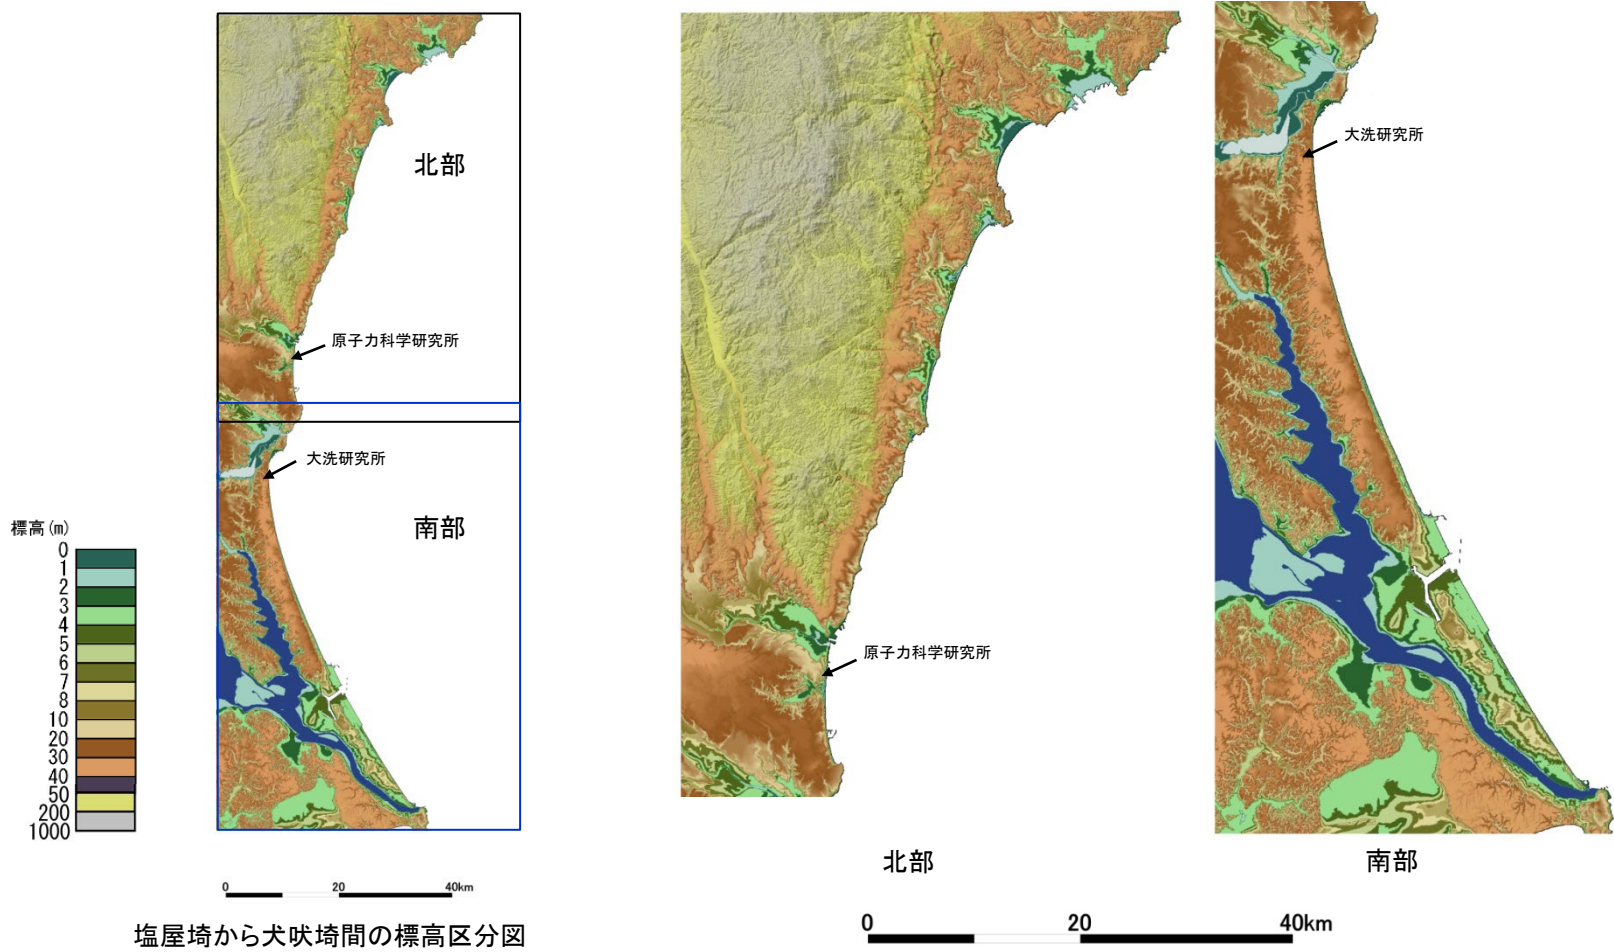 北部
原子力科学研究所
大洗研究所
南部
標高(m)
0
1
2
3
4
5
6
7
8
10
20
30
40
50
200
1000
0 20 40km
塩屋埼から犬吠埼間の標高区分図
原子力科学研究所
北部
大洗研究所
南部
0 20 40km